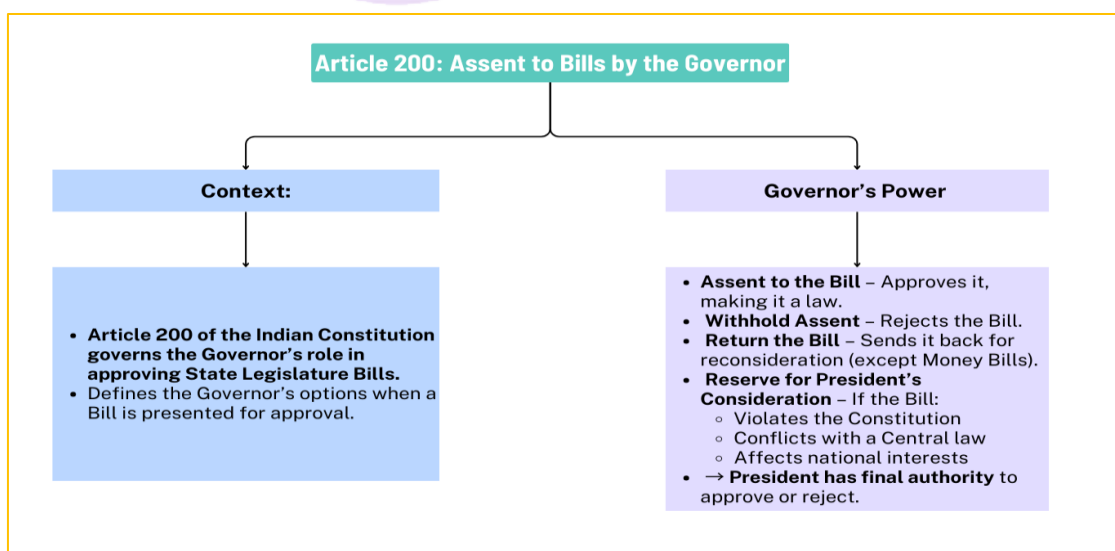 Article 200: Assent to Bills by the Governor
Context:
• Article 200 of the Indian Constitution
governs the Governor's role in
approving State Legislature Bills.
• Defines the Governor's options when a
Bill is presented for approval.
Governor's Power
• Assent to the Bill – Approves it,
making it a law.
• Withhold Assent – Rejects the Bill.
• Return the Bill – Sends it back for
reconsideration (except Money Bills).
• Reserve for President's
Consideration – If the Bill:
◦ Violates the Constitution
◦ Conflicts with a Central law
◦ Affects national interests
• → President has final authority to
approve or reject.